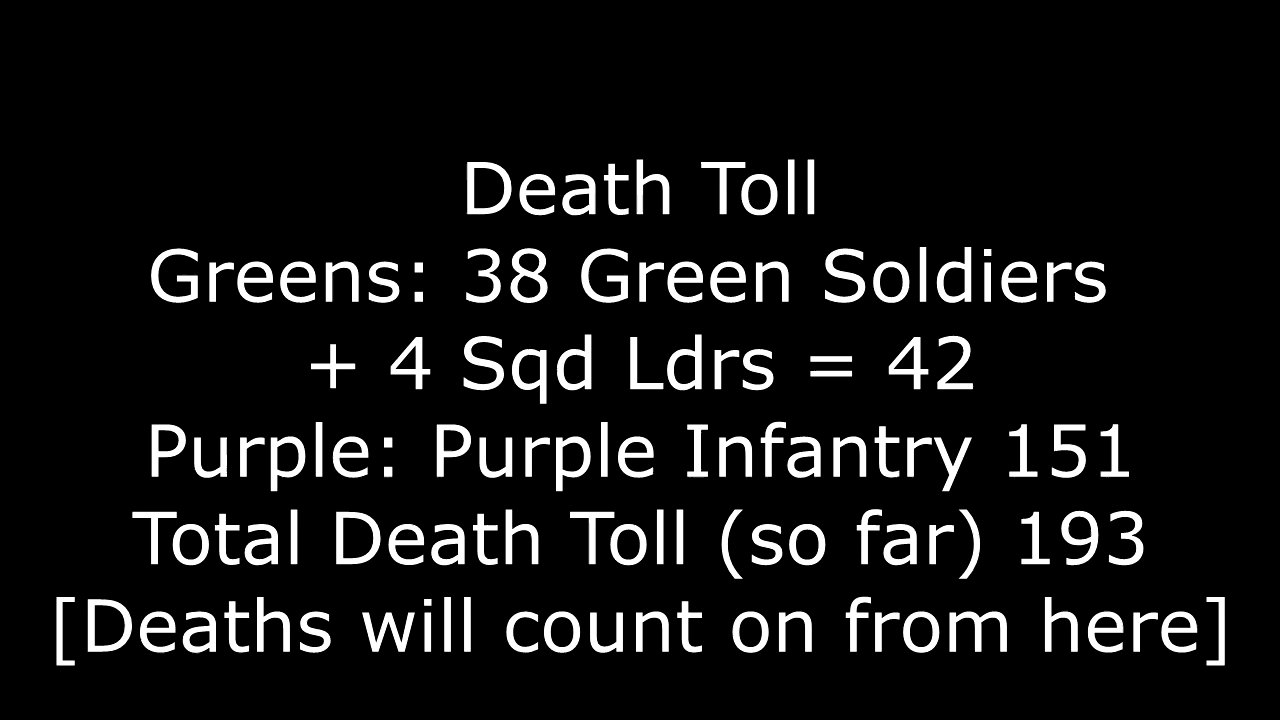 Death Toll
Greens: 38 Green Soldiers
+ 4 Sqd Ldrs = 42
Purple: Purple Infantry 151
Total Death Toll (so far) 193
[Deaths will count on from here]